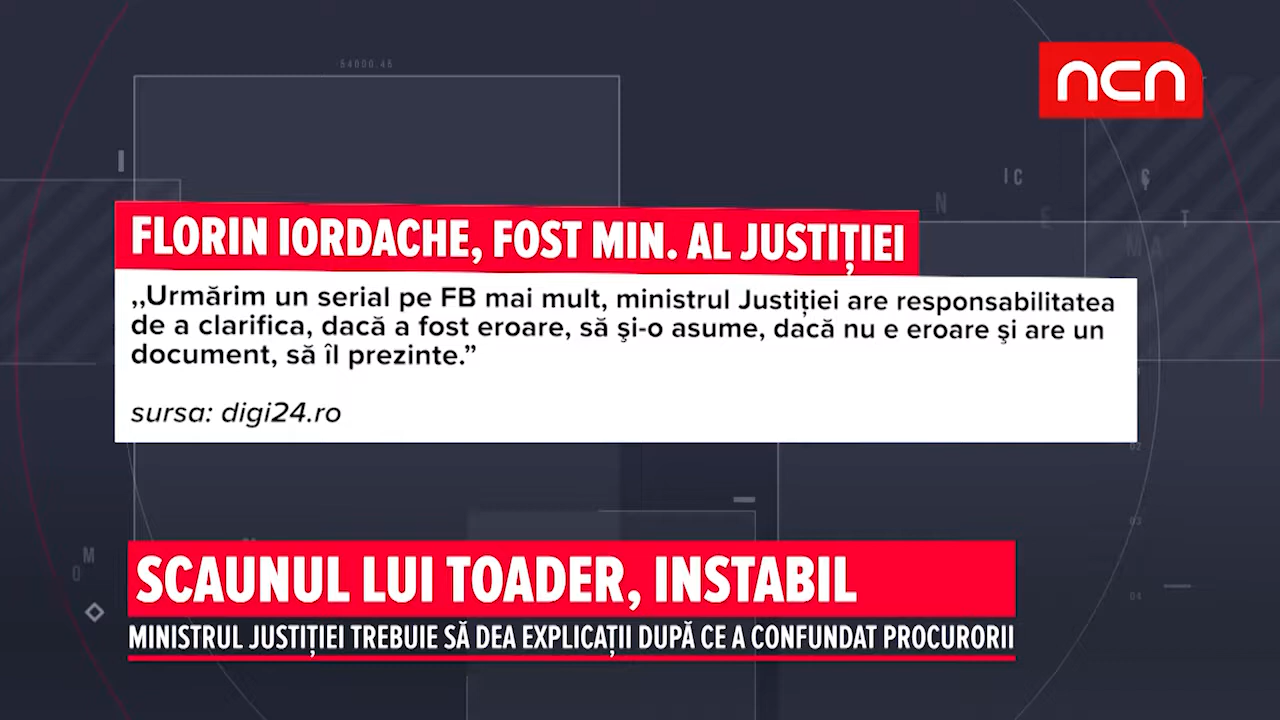 54000.45
ncn
FLORIN IORDACHE, FOST MIN. AL JUSTIȚIEI
,,Urmărim un serial pe FB mai mult, ministrul Justiției are responsabilitatea
de a clarifica, dacă a fost eroare, să şi-o asume, dacă nu e eroare şi are un
document, să îl prezinte.”
sursa: digi24.ro
SCAUNUL LUI TOADER, INSTABIL
MINISTRUL JUSTIȚIEI TREBUIE SĂ DEA EXPLICAȚII DUPĂ CE A CONFUNDAT PROCURORII